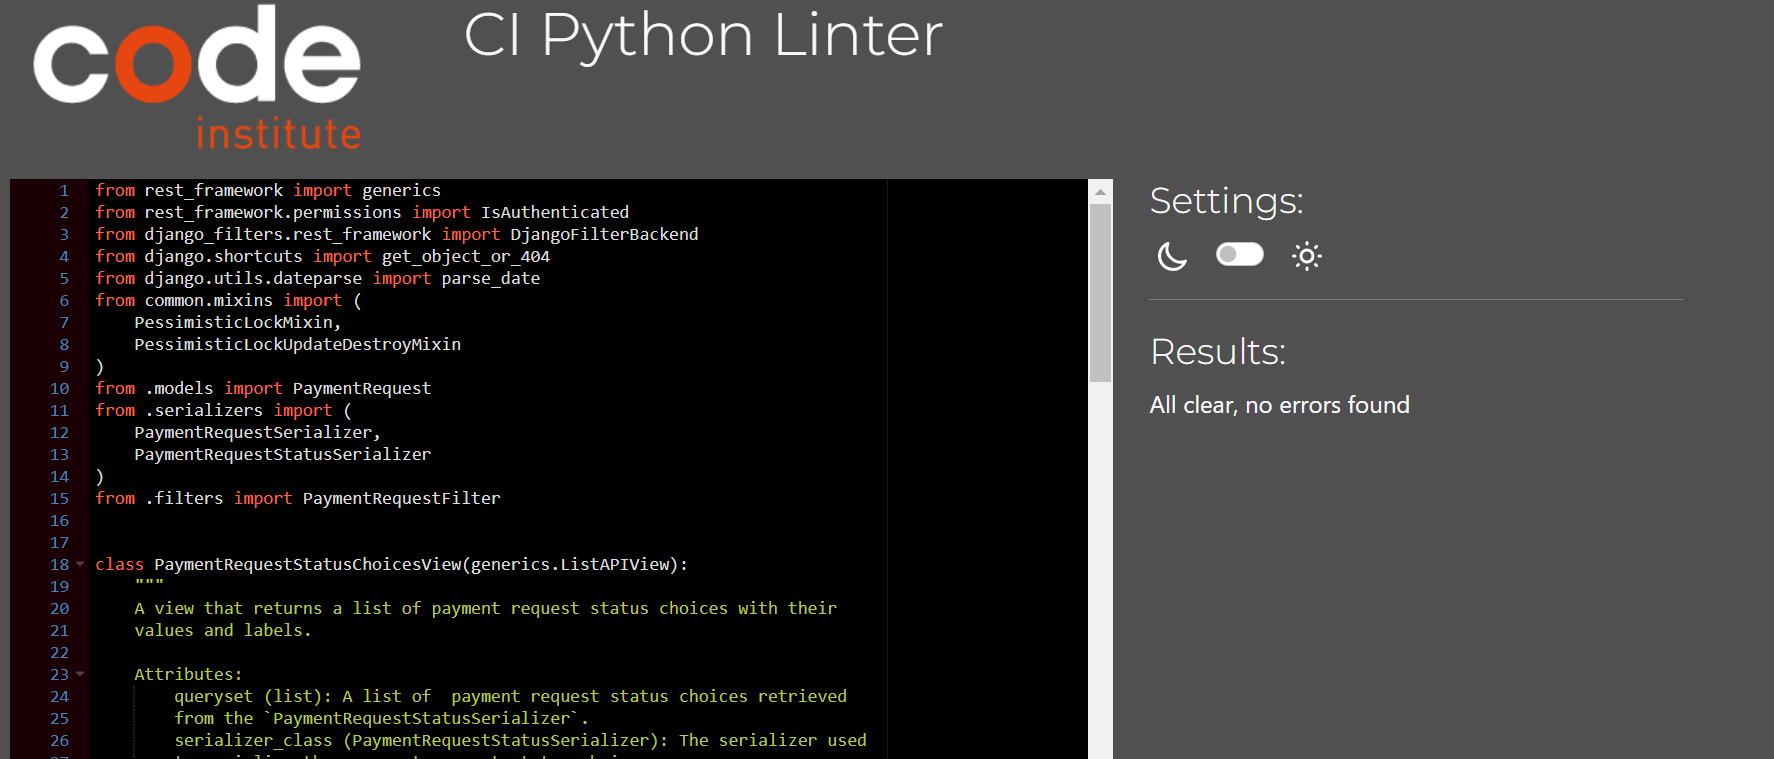 code
institute
CI Python Linter
1 from rest_framework import generics
2 from rest_framework.permissions import IsAuthenticated
3 from django_filters.rest_framework import DjangoFilterBackend
4 from django.shortcuts import get_object_or_404
5 from django.utils.dateparse import parse_date
6 from common.mixins import (
7     PessimisticLockMixin,
8     PessimisticLockUpdateDestroyMixin
9 )
10 from .models import PaymentRequest
11 from .serializers import (
12     PaymentRequestSerializer,
13     PaymentRequestStatusSerializer
14 )
15 from .filters import PaymentRequestFilter
16
17
18 class PaymentRequestStatusChoicesView(generics.ListAPIView):
19     """
20     A view that returns a list of payment request status choices with their
21     values and labels.
22
23     Attributes:
24         queryset (list): A list of  payment request status choices retrieved
25         from the `PaymentRequestStatusSerializer`.
26         serializer_class (PaymentRequestStatusSerializer): The serializer used
Settings:
Results:
All clear, no errors found